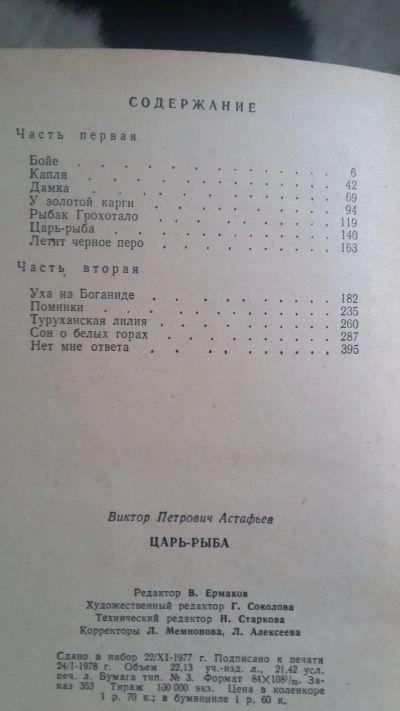 СОДЕРЖАНИЕ
Часть первая
Бойе . . . . . . . . . . 6
Капля . . . . . . . . . . 42
Дамка . . . . . . . . . . 69
У золотой карги . . . . . . . . 94
Рыбак Грохотало . . . . . . . . 119
Царь-рыба . . . . . . . . . 140
Летит черное перо . . . . . . . 163
Часть вторая
Уха на Боганиде . . . . . . . . 182
Поминки . . . . . . . . . 235
Туруханская лилия . . . . . . . 260
Сон о белых горах . . . . . . . 287
Нет мне ответа . . . . . . . . 395
Виктор Петрович Астафьев
ЦАРЬ-РЫБА
Редактор В. Ермаков
Художественный редактор Г. Соколова
Технический редактор Н. Старкова
Корректоры Л. Мемнонова, Л. Алексеева
Сдано в набор 22/XI-1977 г. Подписано к печати
24/I-1978 г. Объем 22,13 уч.-изд. л., 21,42 усл.
печ. л. Бумага тип. № 3. Формат 84X108¹/₃₂. За-
каз 353 Тираж 100 000 экз. Цена в коленкоре
1 р. 70 к.; в бумвиниле 1 р. 60 к.